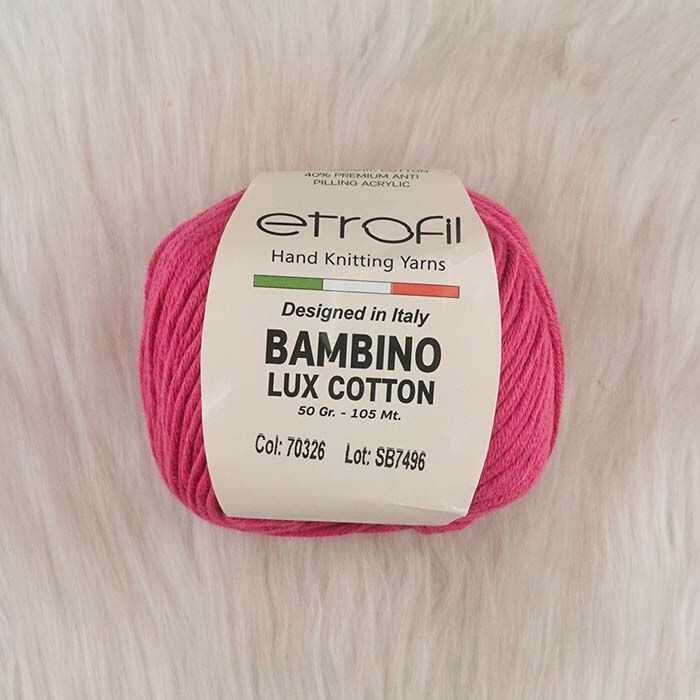 COTTON
40% PREMIUM ANTI
PILLING ACRYLIC
etrofil
Hand Knitting Yarns
Designed in Italy
BAMBINO
LUX COTTON
50 Gr. - 105 Mt.
Col: 70326 Lot: SB7496